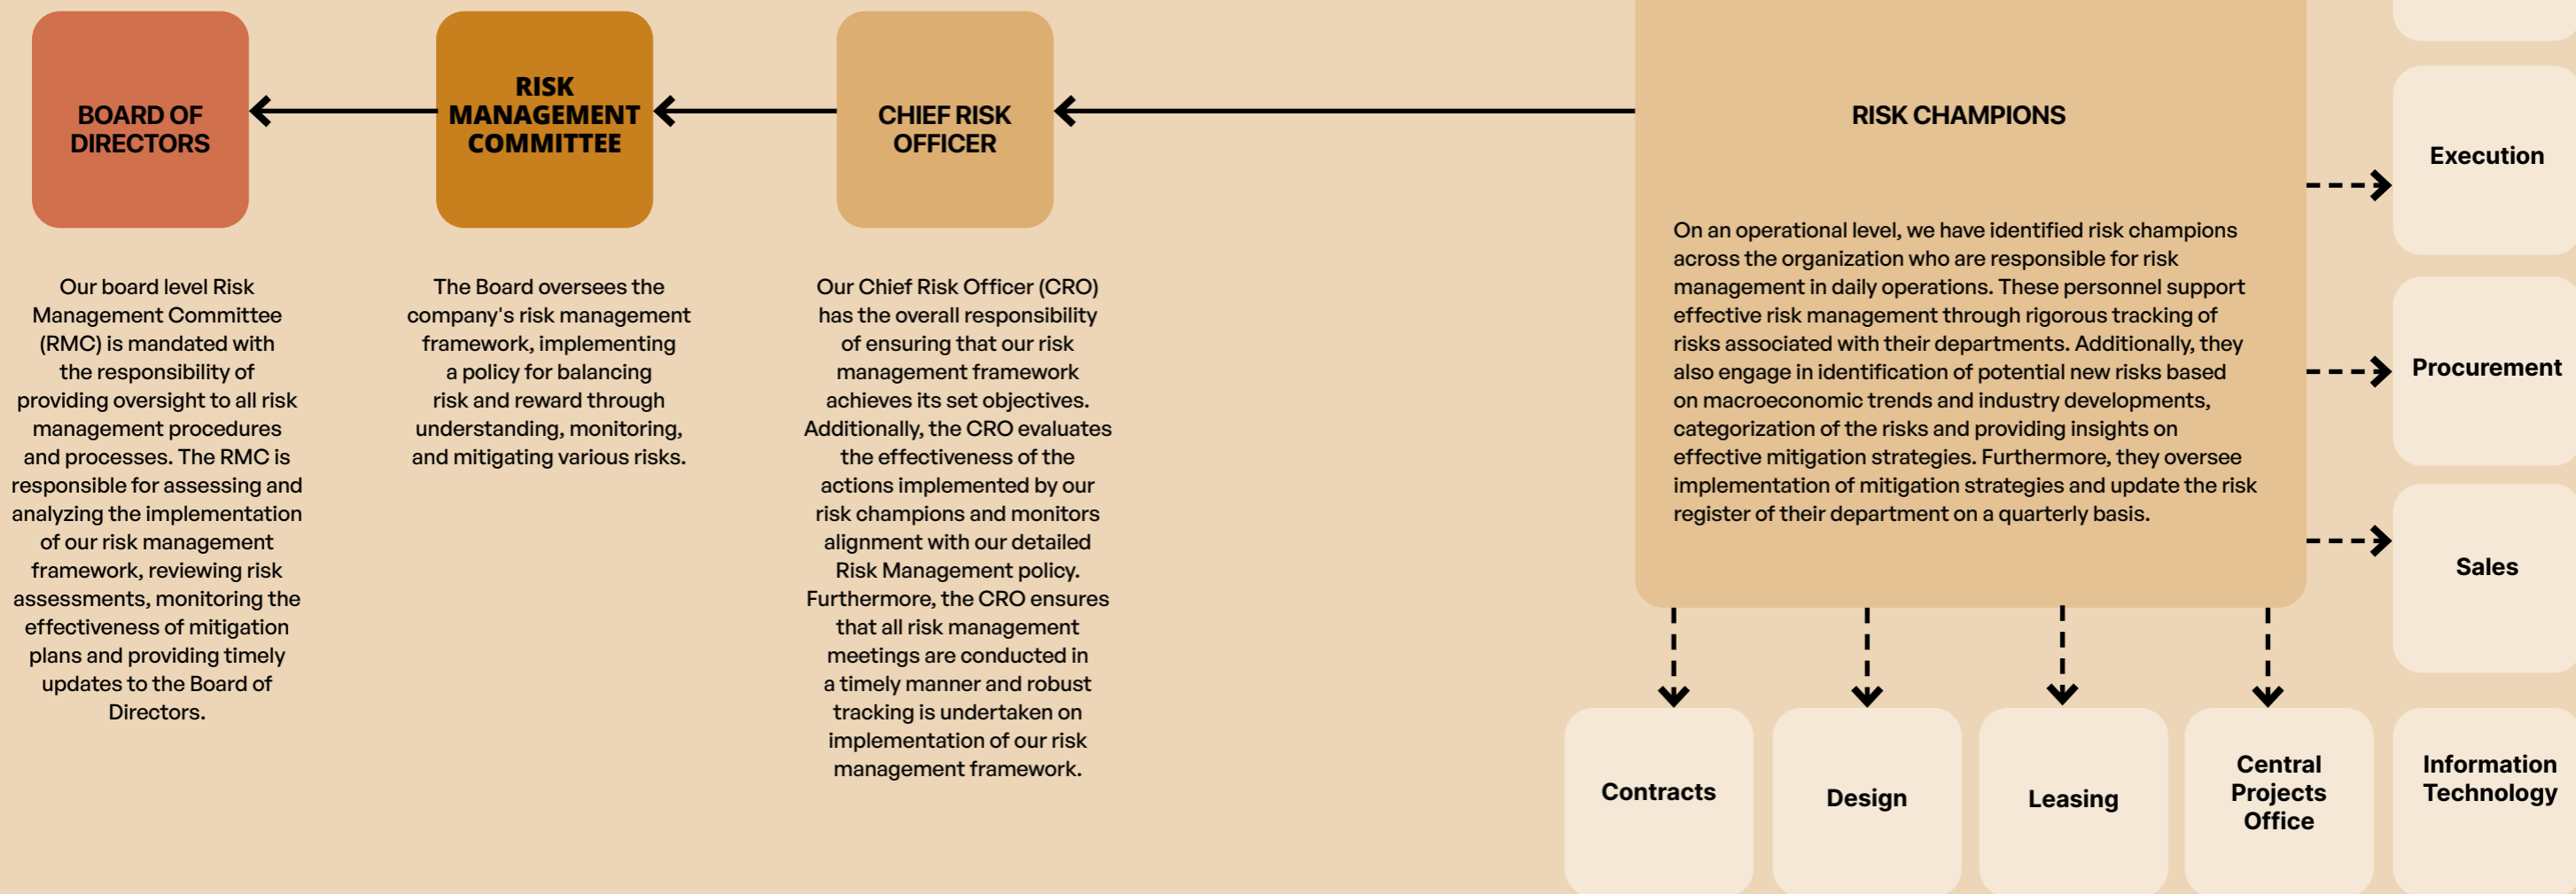 BOARD OF
DIRECTORS
RISK
MANAGEMENT
COMMITTEE
CHIEF RISK
OFFICER
RISK CHAMPIONS
Our board level Risk
Management Committee
(RMC) is mandated with
the responsibility of
providing oversight to all risk
management procedures
and processes. The RMC is
responsible for assessing and
analyzing the implementation
of our risk management
framework, reviewing risk
assessments, monitoring the
effectiveness of mitigation
plans and providing timely
updates to the Board of
Directors.
The Board oversees the
company's risk management
framework, implementing
a policy for balancing
risk and reward through
understanding, monitoring,
and mitigating various risks.
Our Chief Risk Officer (CRO)
has the overall responsibility
of ensuring that our risk
management framework
achieves its set objectives.
Additionally, the CRO evaluates
the effectiveness of the
actions implemented by our
risk champions and monitors
alignment with our detailed
Risk Management policy.
Furthermore, the CRO ensures
that all risk management
meetings are conducted in
a timely manner and robust
tracking is undertaken on
implementation of our risk
management framework.
On an operational level, we have identified risk champions
across the organization who are responsible for risk
management in daily operations. These personnel support
effective risk management through rigorous tracking of
risks associated with their departments. Additionally, they
also engage in identification of potential new risks based
on macroeconomic trends and industry developments,
categorization of the risks and providing insights on
effective mitigation strategies. Furthermore, they oversee
implementation of mitigation strategies and update the risk
register of their department on a quarterly basis.
Execution
Procurement
Sales
Contracts
Design
Leasing
Central
Projects
Office
Information
Technology